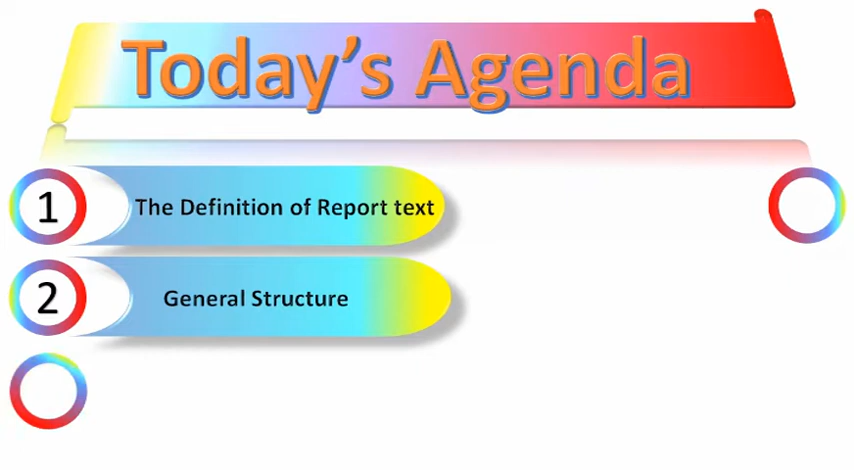 Today's Agenda
1
The Definition of Report text
2
General Structure